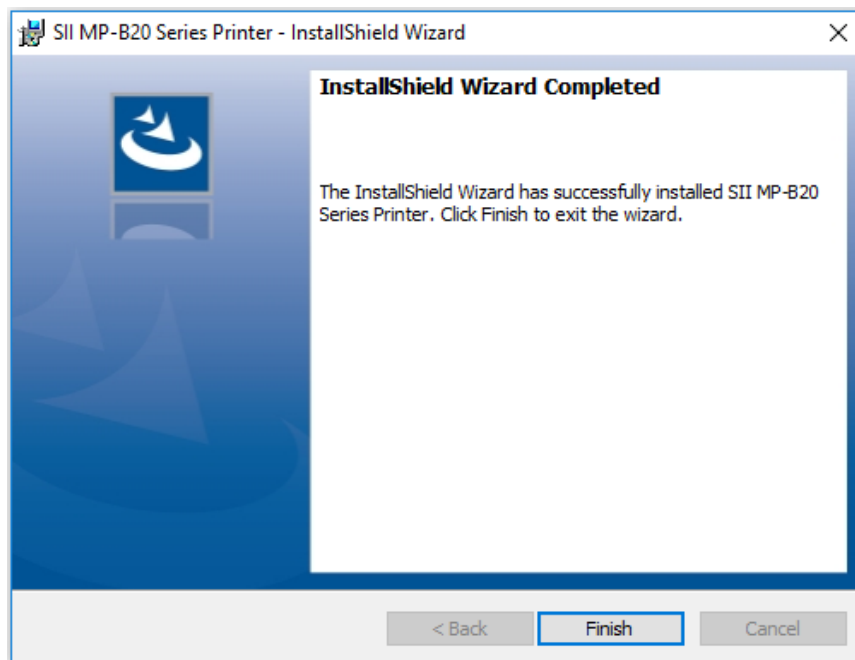 SII MP-B20 Series Printer - InstallShield Wizard
InstallShield Wizard Completed
The InstallShield Wizard has successfully installed SII MP-B20
Series Printer. Click Finish to exit the wizard.
< Back
Finish
Cancel